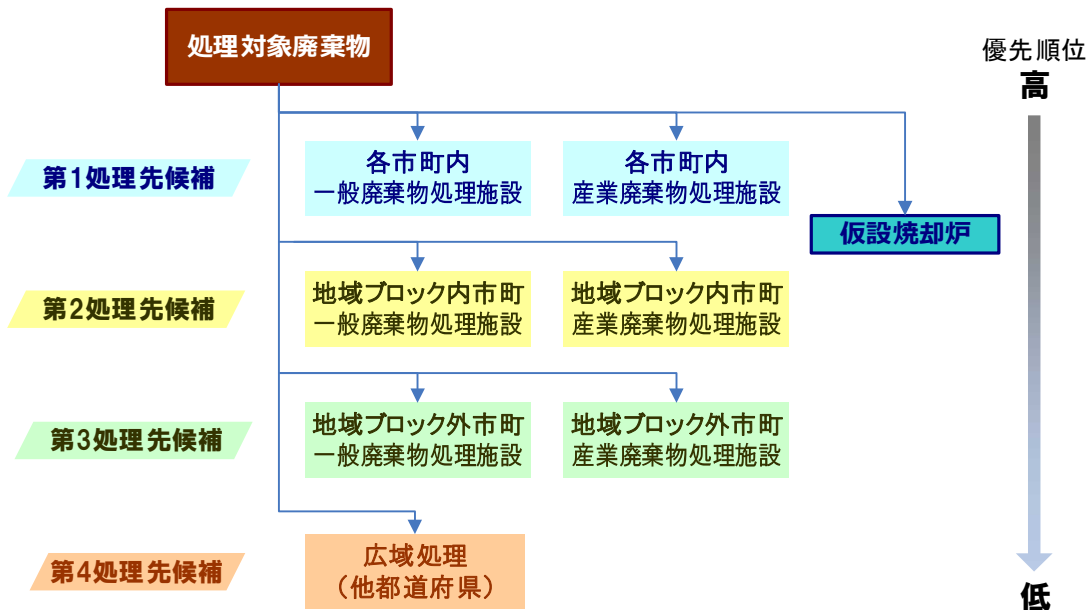 処理対象廃棄物
優先順位
高
第1処理先候補
各市町内
一般廃棄物処理施設
各市町内
産業廃棄物処理施設
仮設焼却炉
第2処理先候補
地域ブロック内市町
一般廃棄物処理施設
地域ブロック内市町
産業廃棄物処理施設
第3処理先候補
地域ブロック外市町
一般廃棄物処理施設
地域ブロック外市町
産業廃棄物処理施設
第4処理先候補
広域処理
（他都道府県）
低